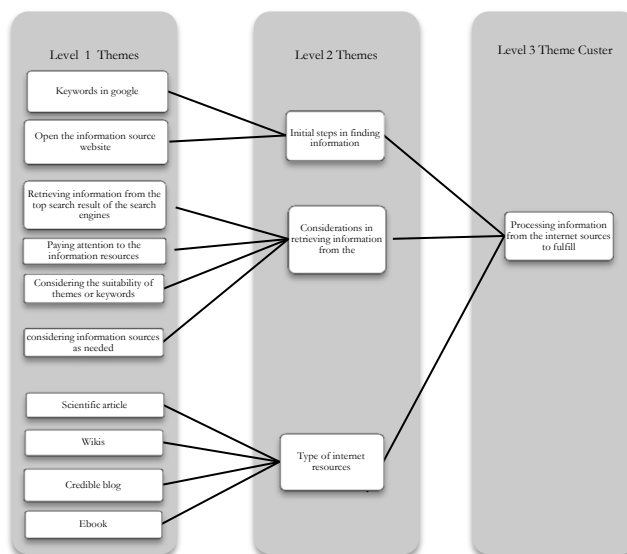 Level 1 Themes
Keywords in google
Open the information source
website
Retrieving information from the
top search result of the search
engines
Paying attention to the
information resources
Considering the suitability of
themes or keywords
considering information sources
as needed
Scientific article
Wikis
Credible blog
Ebook
Level 2 Themes
Initial steps in finding
information
Considerations in
retrieving information
from the
Type of internet
resources
Level 3 Theme Custer
Processing information
from the internet sources
to fulfill